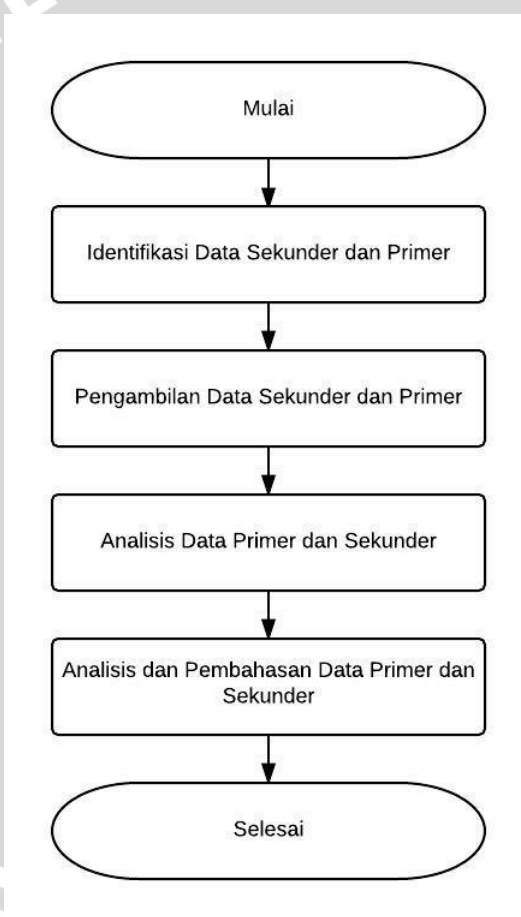 Mulai
Identifikasi Data Sekunder dan Primer
Pengambilan Data Sekunder dan Primer
Analisis Data Primer dan Sekunder
Analisis dan Pembahasan Data Primer dan
Sekunder
Selesai